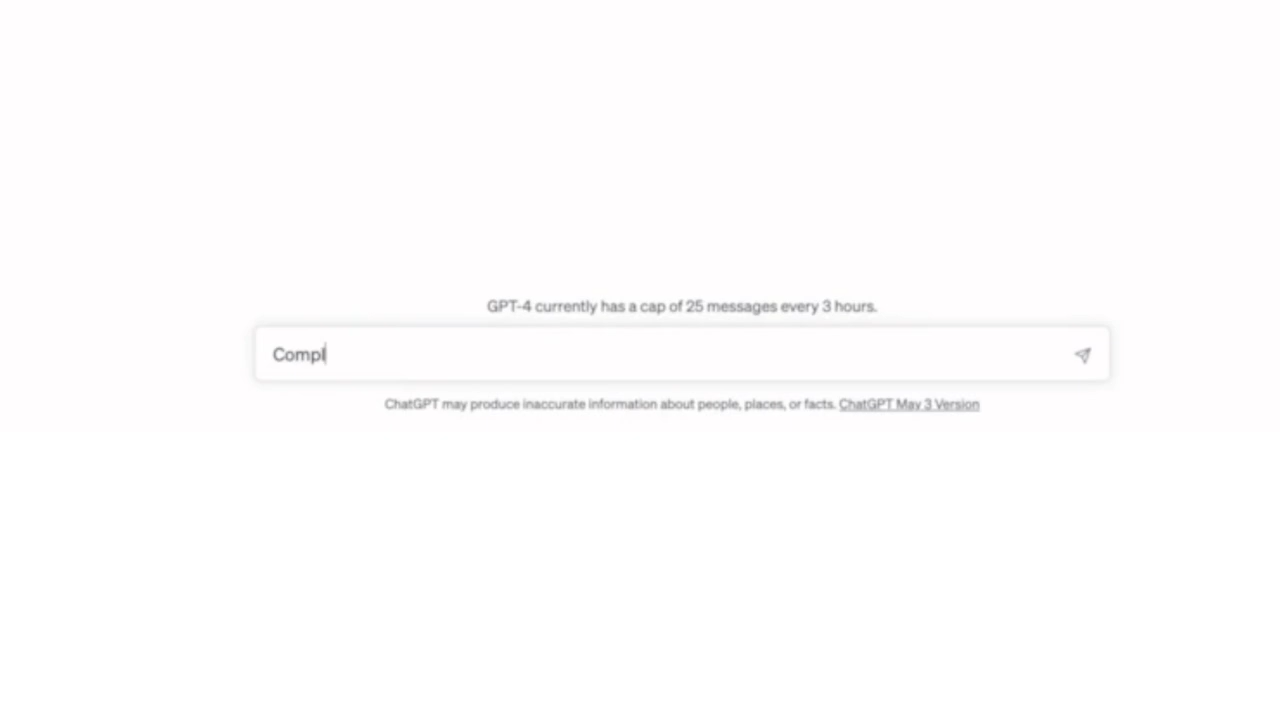 GPT-4 currently has a cap of 25 messages every 3 hours.
Compl
ChatGPT may produce inaccurate information about people, places, or facts. ChatGPT May 3 Version